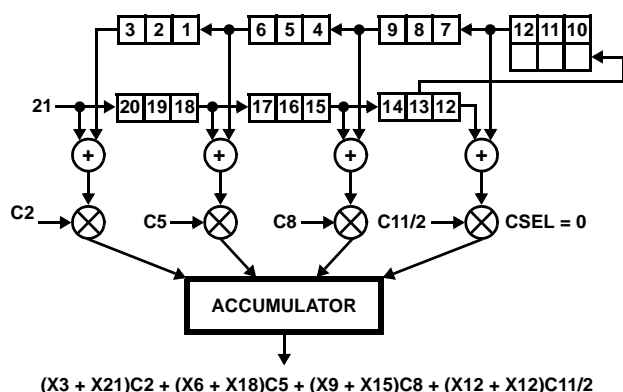 3 2 1 6 5 4 9 8 7 12 11 10
21 20 19 18 17 16 15 14 13 12
+ + + +
C2 C5 C8 C11/2 CSEL = 0
ACCUMULATOR
(X3 + X21)C2 + (X6 + X18)C5 + (X9 + X15)C8 + (X12 + X12)C11/2